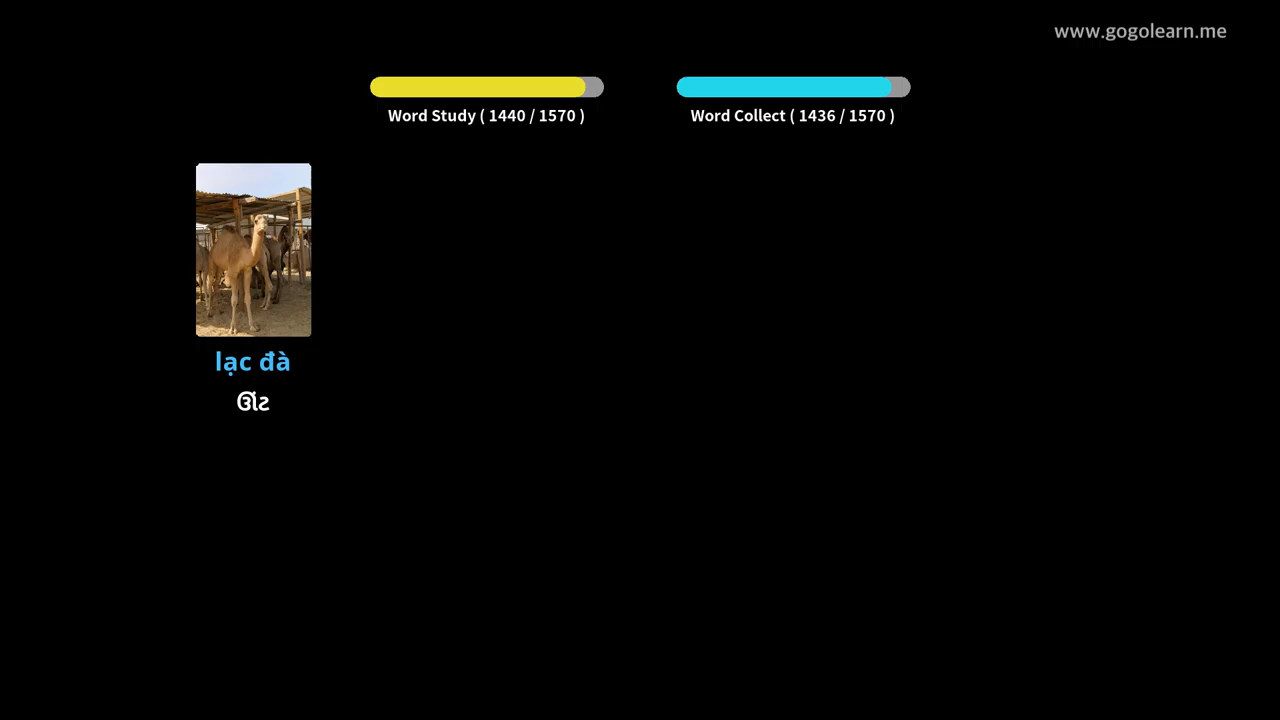 www.gogolearn.me
Word Study ( 1440 / 1570 )
Word Collect ( 1436 / 1570 )
lạc đà
ઊંટ